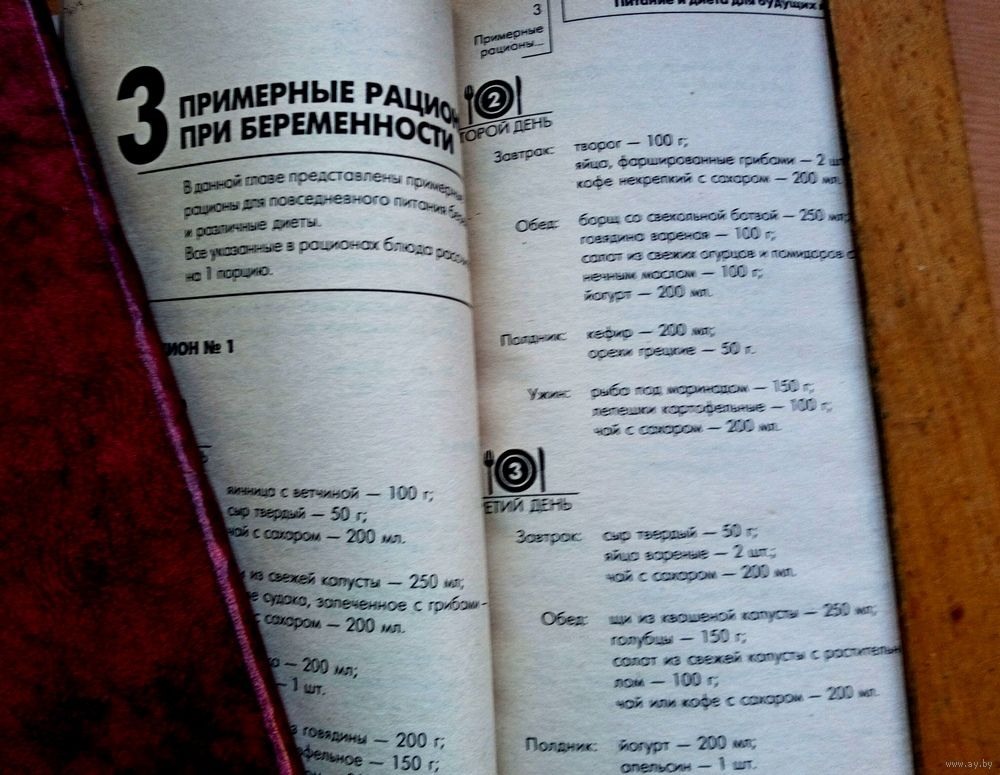 3
ПРИМЕРНЫЕ РАЦИОН
ПРИ БЕРЕМЕННОСТИ
В данной главе представлены примерны
рационы для повседневного питания бер
и различные диеты.
Все указанные в рационах блюда рассч
на 1 порцию.
ИОН № 1
яичница с ветчиной — 100 г;
сыр твердый — 50 г;
чай с сахаром — 200 мл.
из свежей капусты — 250 мл;
судака, запеченное с грибами-
сахаром — 200 мл.
— 200 мл;
— 1 шт.
говядины — 200 г;
фельное — 150 г;
Питание и диета для будущих
3
Примерные
рационы...
2
ТОРОЙ ДЕНЬ
Завтрак: творог — 100 г;
яйца, фаршированные грибами — 2 ш
кофе некрепкий с сахаром — 200 мл.
Обед: борщ со свекольной ботвой — 250 мл;
говядина вареная — 100 г;
салат из свежих огурцов и помидоров с
нечным маслом — 100 г;
йогурт — 200 мл.
Полдник: кефир — 200 мл;
орехи грецкие — 50 г.
Ужин: рыба под маринадом — 150 г;
лепешки картофельные — 100 г;
чай с сахаром — 200 мл.
3
ЕТИЙ ДЕНЬ
Завтрак: сыр твердый — 50 г;
яйца вареные — 2 шт.;
чай с сахаром — 200 мл.
Обед: щи из квашеной капусты — 250 мл;
голубцы — 150 г;
салат из свежей капусты с растительн
лом — 100 г;
чай или кофе с сахаром — 200 мл.
Полдник: йогурт — 200 мл;
апельсин — 1 шт.
www.ay.by